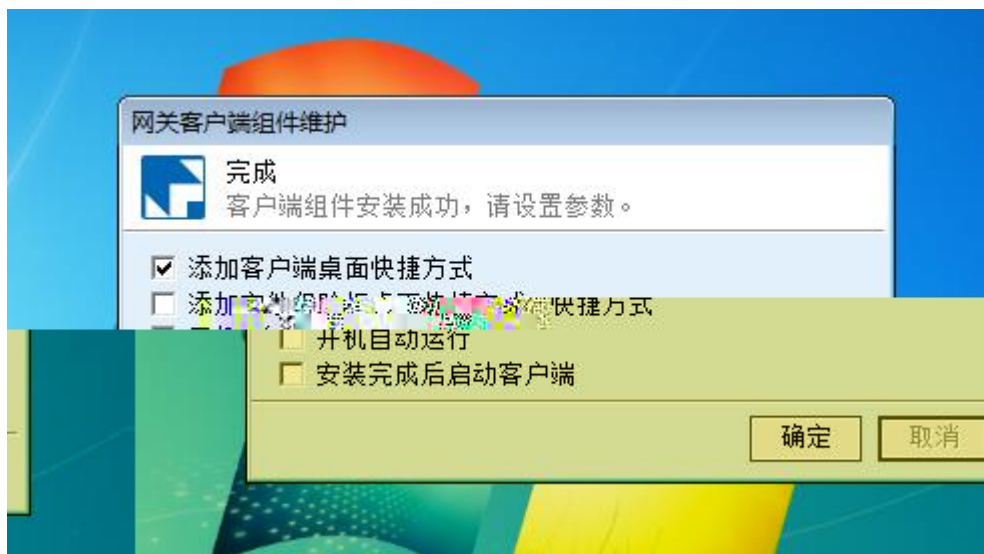 网关客户端组件维护
完成
客户端组件安装成功，请设置参数。
添加客户端桌面快捷方式
添加 快捷方式
开机自动运行
安装完成后启动客户端
确定
取消